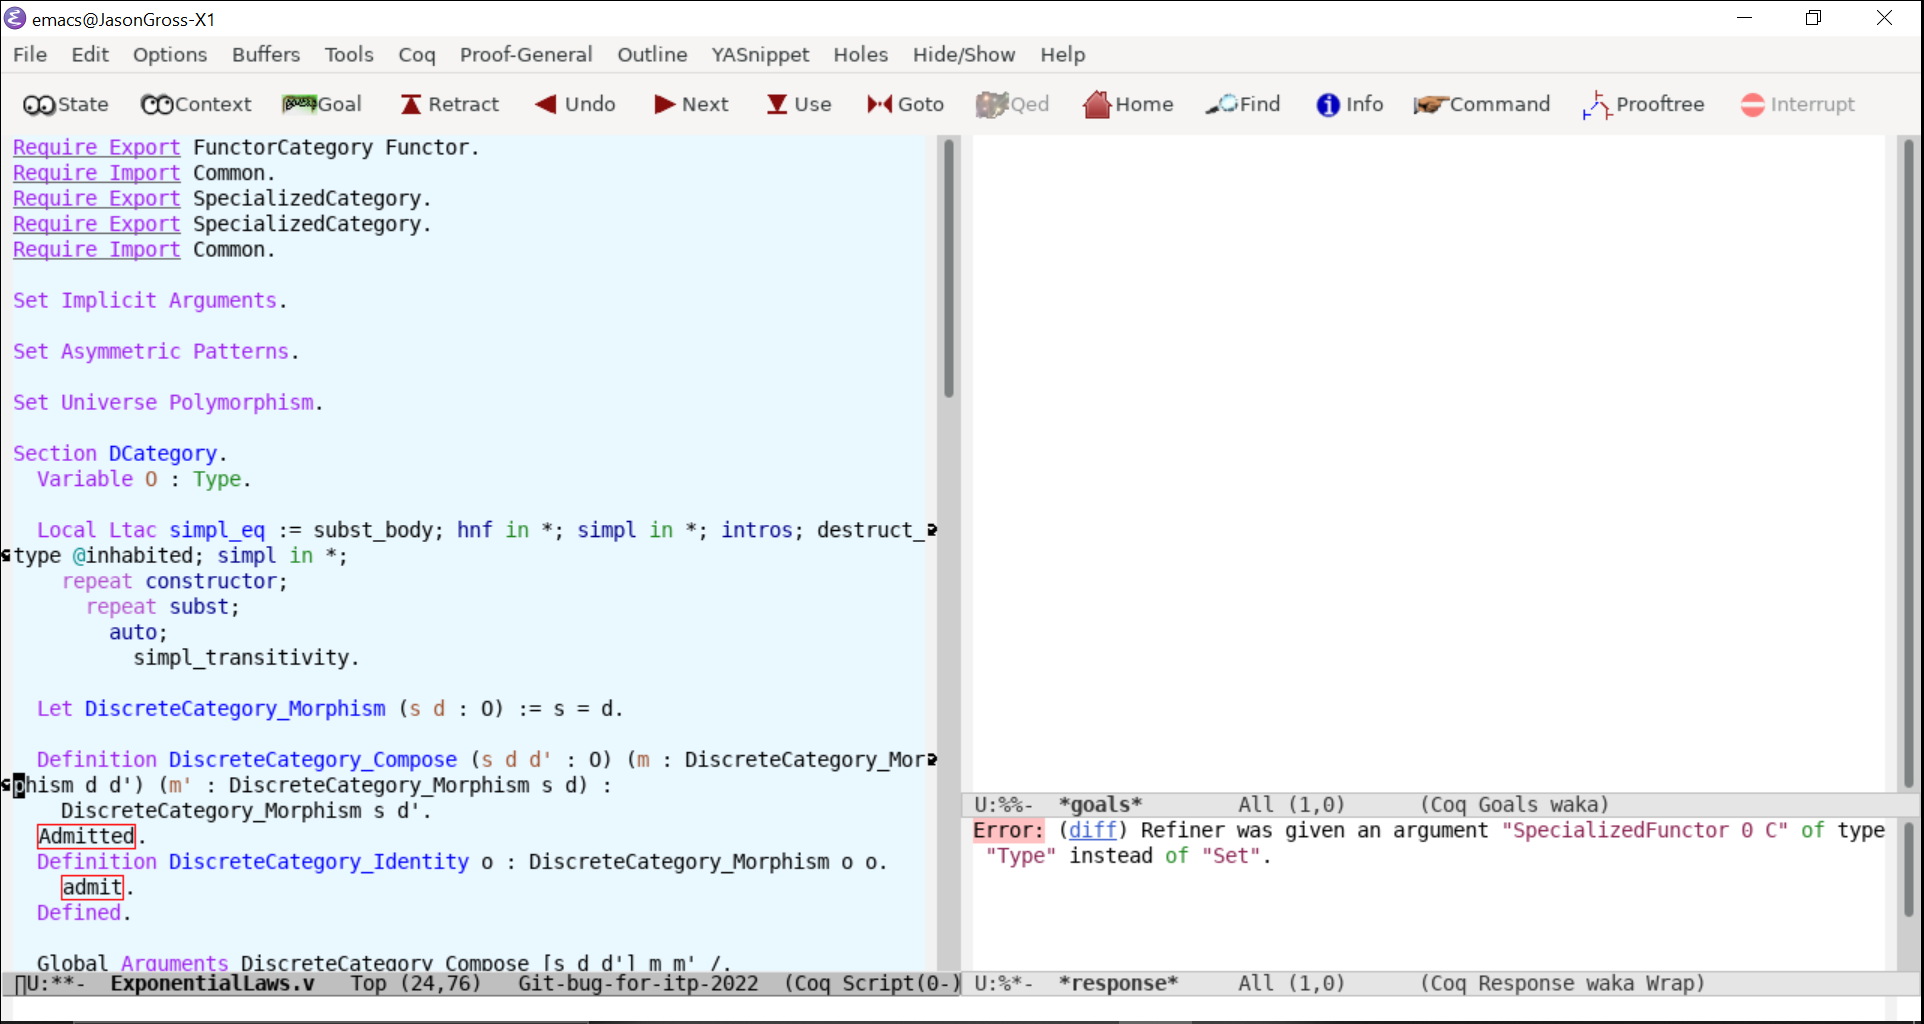 emacs@JasonGross-X1
File Edit Options Buffers Tools Coq Proof-General Outline YASnippet Holes Hide/Show Help
State Context Goal Retract Undo Next Use Goto Qed Home Find Info Command Prooftree Interrupt
Require Export FunctorCategory Functor.
Require Import Common.
Require Export SpecializedCategory.
Require Export SpecializedCategory.
Require Import Common.
Set Implicit Arguments.
Set Asymmetric Patterns.
Set Universe Polymorphism.
Section DCategory.
  Variable O : Type.
  Local Ltac simpl_eq := subst_body; hnf in *; simpl in *; intros; destruct_
type @inhabited; simpl in *;
    repeat constructor;
      repeat subst;
        auto;
          simpl_transitivity.
  Let DiscreteCategory_Morphism (s d : O) := s = d.
  Definition DiscreteCategory_Compose (s d d' : O) (m : DiscreteCategory_Mor
phism d d') (m' : DiscreteCategory_Morphism s d) :
    DiscreteCategory_Morphism s d'.
  Admitted.
  Definition DiscreteCategory_Identity o : DiscreteCategory_Morphism o o.
    admit.
  Defined.
  Global Arguments DiscreteCategory_Compose [s d d'] m m' /.
U:**-  ExponentialLaws.v   Top (24,76)   Git-bug-for-itp-2022  (Coq Script(0-)
U:%%-  *goals*        All (1,0)      (Coq Goals waka)
Error: (diff) Refiner was given an argument "SpecializedFunctor 0 C" of type
 "Type" instead of "Set".
U:%*-  *response*     All (1,0)      (Coq Response waka Wrap)